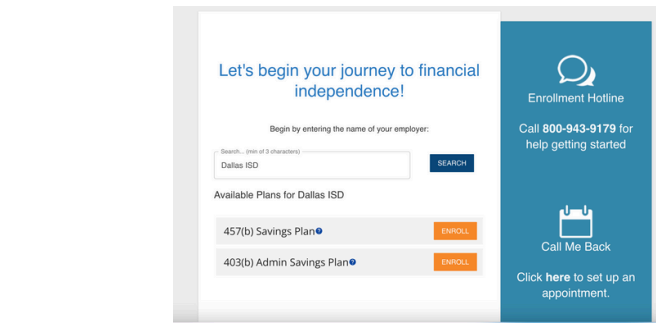 Let's begin your journey to financial
independence!
Begin by entering the name of your employer:
Search... (min of 3 characters)
Dallas ISD
SEARCH
Available Plans for Dallas ISD
457(b) Savings Plan
ENROLL
403(b) Admin Savings Plan
ENROLL
Enrollment Hotline
Call 800-943-9179 for
help getting started
Call Me Back
Click here to set up an
appointment.